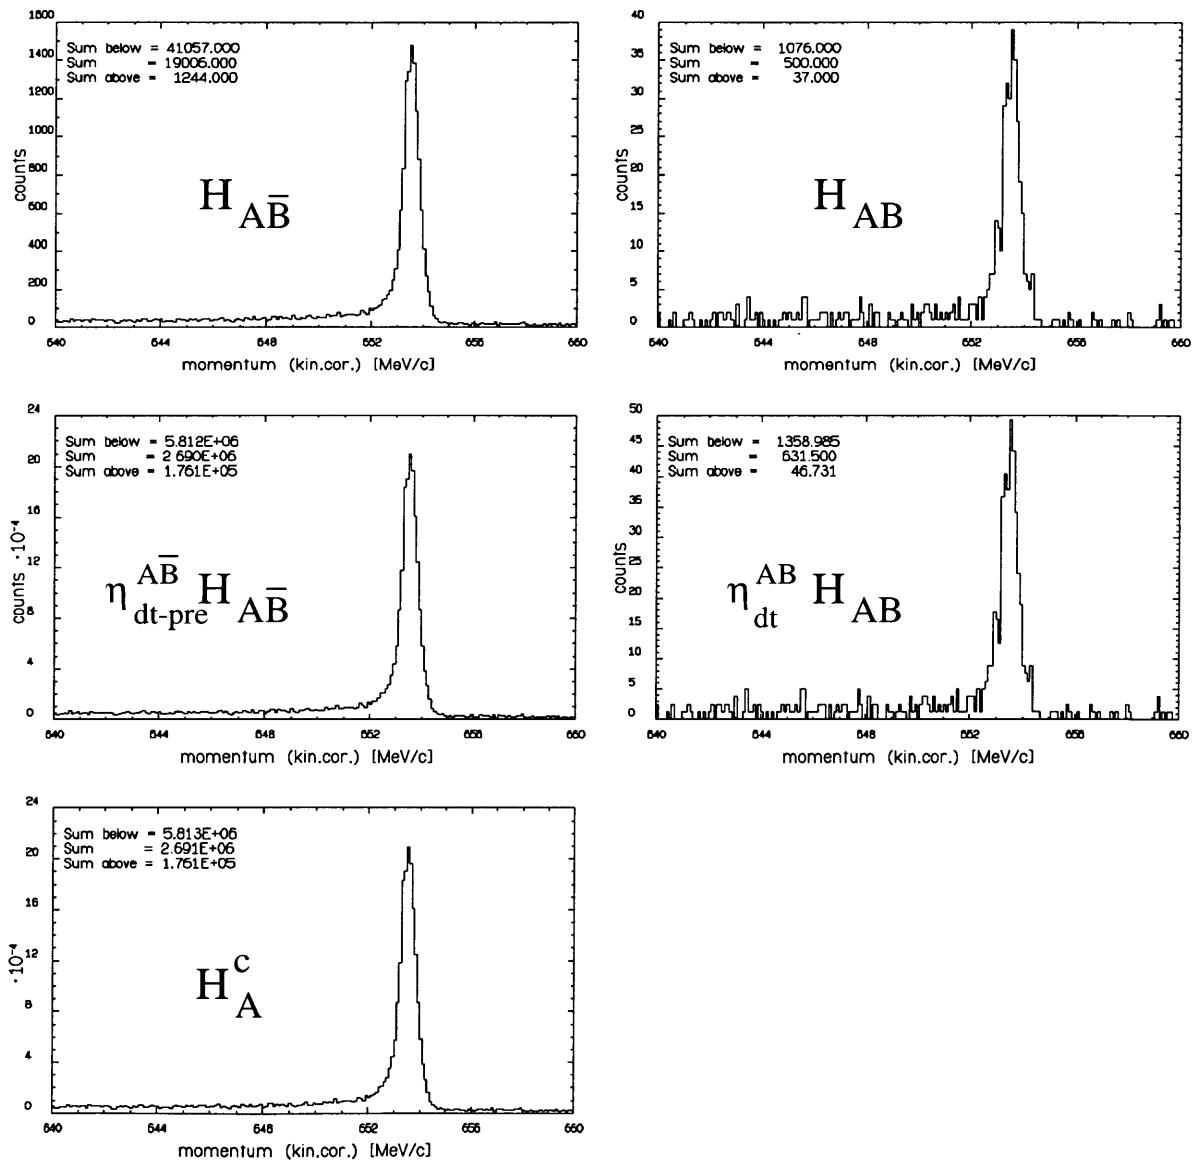 1600
1400
1200
1000
800
600
400
200
0
counts
Sum below = 41057.000
Sum = 19006.000
Sum above = 1244.000
H AB̅
640 644 648 652 656 660
momentum (kin.cor.) [MeV/c]
40
35
30
25
20
15
10
5
0
counts
Sum below = 1076.000
Sum = 500.000
Sum above = 37.000
H AB
640 644 648 652 656 660
momentum (kin.cor.) [MeV/c]
24
20
16
12
8
4
0
counts ·10⁻⁴
Sum below = 5.812E+06
Sum = 2.690E+06
Sum above = 1.761E+05
η AB̅ dt-pre H AB̅
640 644 648 652 656 660
momentum (kin.cor.) [MeV/c]
50
45
40
35
30
25
20
15
10
5
0
counts
Sum below = 1358.985
Sum = 631.500
Sum above = 46.731
η AB dt H AB
640 644 648 652 656 660
momentum (kin.cor.) [MeV/c]
24
20
16
12
8
4
0
·10⁻⁴
Sum below = 5.813E+06
Sum = 2.691E+06
Sum above = 1.761E+05
H c A
640 644 648 652 656 660
momentum (kin.cor.) [MeV/c]